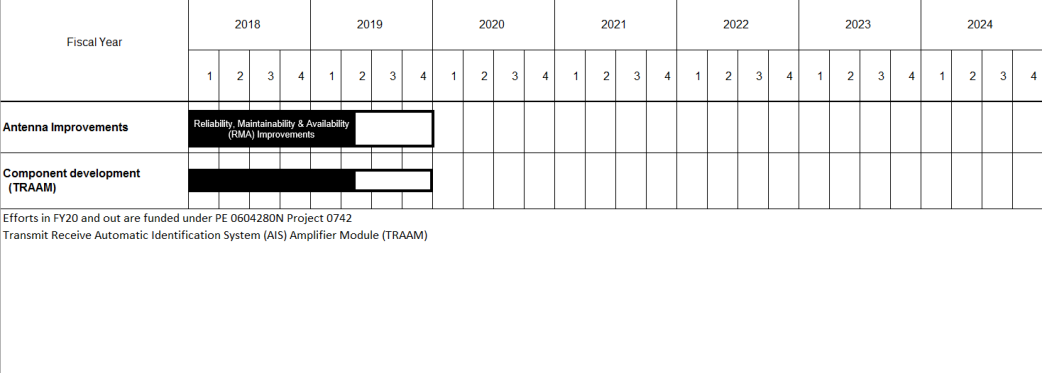 Fiscal Year
2018 2019 2020 2021 2022 2023 2024
1 2 3 4 1 2 3 4 1 2 3 4 1 2 3 4 1 2 3 4 1 2 3 4 1 2 3 4
Antenna Improvements
Reliability, Maintainability & Availability
(RMA) Improvements
Component development
(TRAAM)
Efforts in FY20 and out are funded under PE 0604280N Project 0742
Transmit Receive Automatic Identification System (AIS) Amplifier Module (TRAAM)